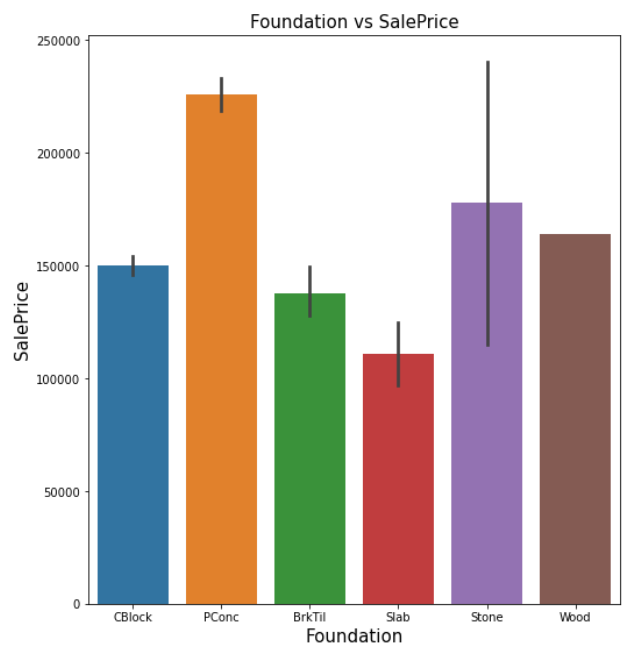 Foundation vs SalePrice
250000
200000
150000
100000
50000
0
SalePrice
CBlock PConc BrkTil Slab Stone Wood
Foundation